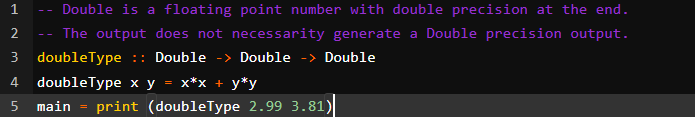 1 -- Double is a floating point number with double precision at the end.
2 -- The output does not necessarity generate a Double precision output.
3 doubleType :: Double -> Double -> Double
4 doubleType x y = x*x + y*y
5 main = print (doubleType 2.99 3.81)